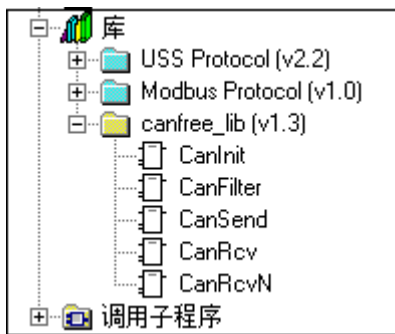 库
USS Protocol (v2.2)
Modbus Protocol (v1.0)
canfree_lib (v1.3)
CanInit
CanFilter
CanSend
CanRcv
CanRcvN
调用子程序